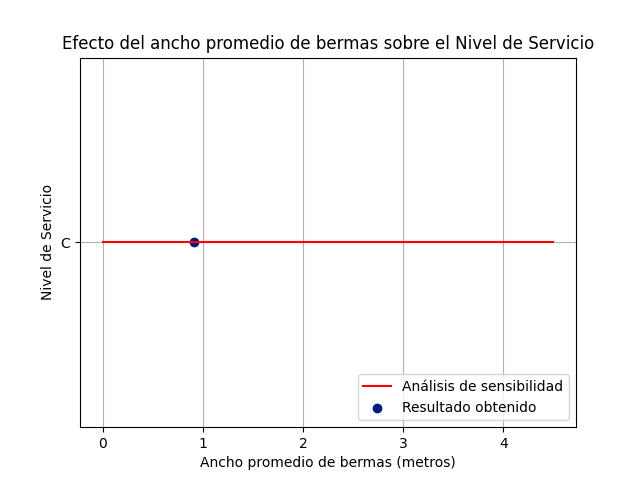 Efecto del ancho promedio de bermas sobre el Nivel de Servicio
Nivel de Servicio
C
Análisis de sensibilidad
Resultado obtenido
0 1 2 3 4
Ancho promedio de bermas (metros)